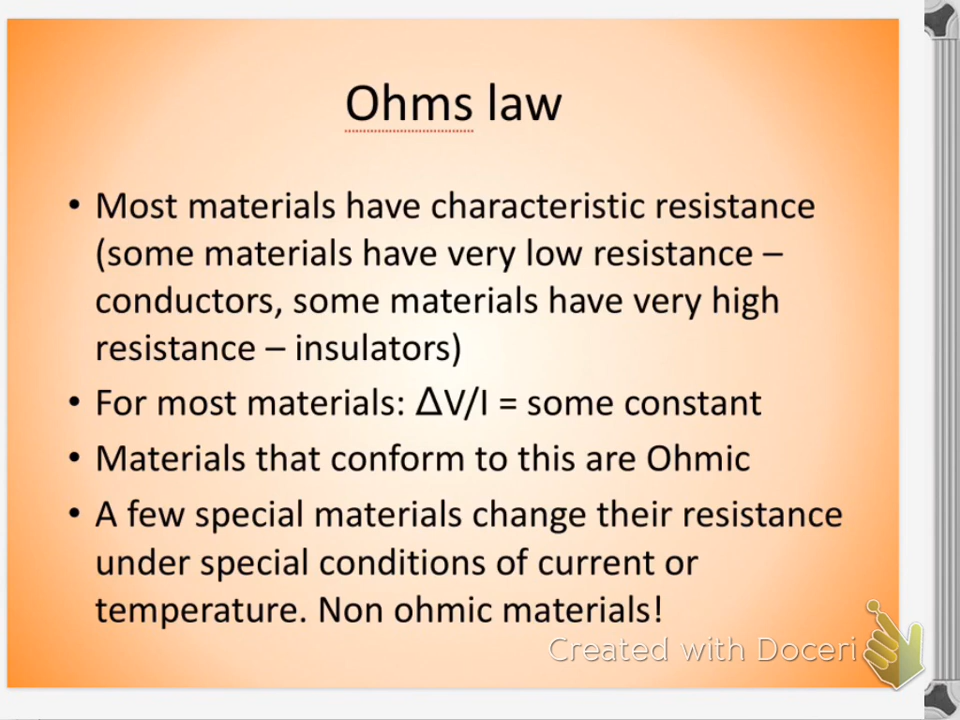 Ohms law
• Most materials have characteristic resistance
(some materials have very low resistance –
conductors, some materials have very high
resistance – insulators)
• For most materials: ΔV/I = some constant
• Materials that conform to this are Ohmic
• A few special materials change their resistance
under special conditions of current or
temperature. Non ohmic materials!
Created with Doceri